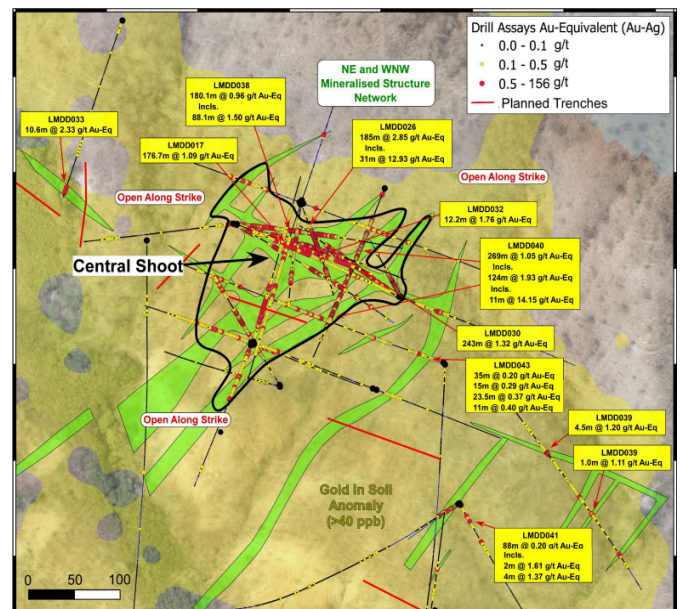 Drill Assays Au-Equivalent (Au-Ag)
0.0 - 0.1 g/t
0.1 - 0.5 g/t
0.5 - 156 g/t
Planned Trenches
NE and WNW
Mineralised Structure
Network
LMDD038
180.1m @ 0.96 g/t Au-Eq
Incls.
88.1m @ 1.50 g/t Au-Eq
LMDD033
10.6m @ 2.33 g/t Au-Eq
LMDD017
176.7m @ 1.09 g/t Au-Eq
LMDD026
185m @ 2.85 g/t Au-Eq
Incls.
31m @ 12.93 g/t Au-Eq
Open Along Strike
Open Along Strike
LMDD032
12.2m @ 1.76 g/t Au-Eq
LMDD040
269m @ 1.05 g/t Au-Eq
Incls.
124m @ 1.93 g/t Au-Eq
Incls.
11m @ 14.15 g/t Au-Eq
Central Shoot
LMDD030
243m @ 1.32 g/t Au-Eq
LMDD043
35m @ 0.20 g/t Au-Eq
15m @ 0.29 g/t Au-Eq
23.5m @ 0.37 g/t Au-Eq
11m @ 0.40 g/t Au-Eq
Open Along Strike
LMDD039
4.5m @ 1.20 g/t Au-Eq
LMDD039
1.0m @ 1.11 g/t Au-Eq
Gold in Soil
Anomaly
(>40 ppb)
LMDD041
88m @ 0.20 g/t Au-Eq
Incls.
2m @ 1.61 g/t Au-Eq
4m @ 1.37 g/t Au-Eq
0 50 100